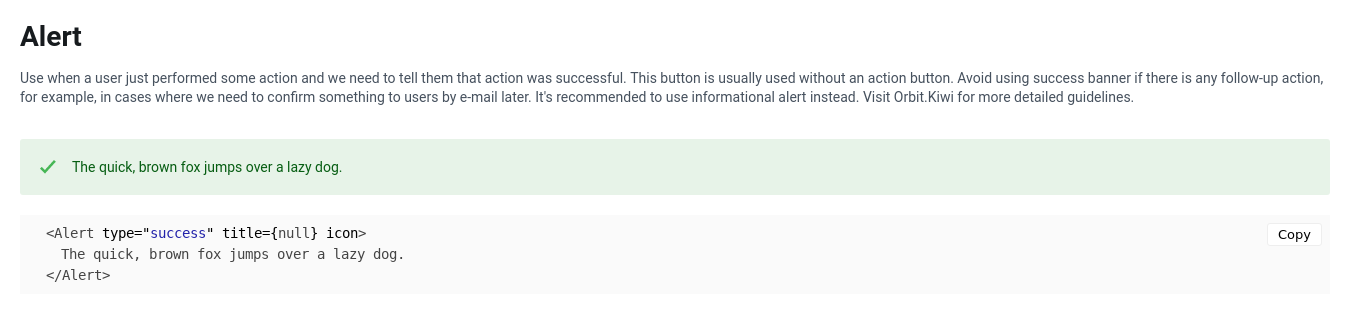 Alert
Use when a user just performed some action and we need to tell them that action was successful. This button is usually used without an action button. Avoid using success banner if there is any follow-up action,
for example, in cases where we need to confirm something to users by e-mail later. It's recommended to use informational alert instead. Visit Orbit.Kiwi for more detailed guidelines.
The quick, brown fox jumps over a lazy dog.
<Alert type="success" title={null} icon>
Copy
The quick, brown fox jumps over a lazy dog.
</Alert>